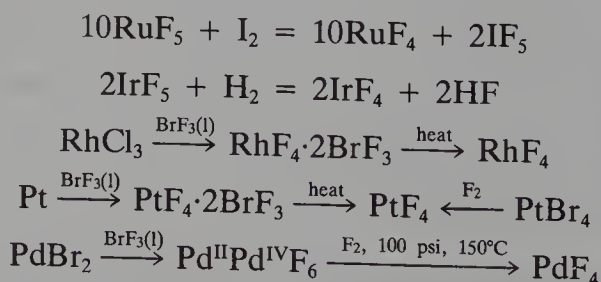 10RuF₅ + I₂ = 10RuF₄ + 2IF₅
2IrF₅ + H₂ = 2IrF₄ + 2HF
RhCl₃ —BrF₃(l)→ RhF₄·2BrF₃ —heat→ RhF₄
Pt —BrF₃(l)→ PtF₄·2BrF₃ —heat→ PtF₄ ←F₂— PtBr₄
PdBr₂ —BrF₃(l)→ PdᴵᴵPdᴵⱽF₆ —F₂, 100 psi, 150°C→ PdF₄